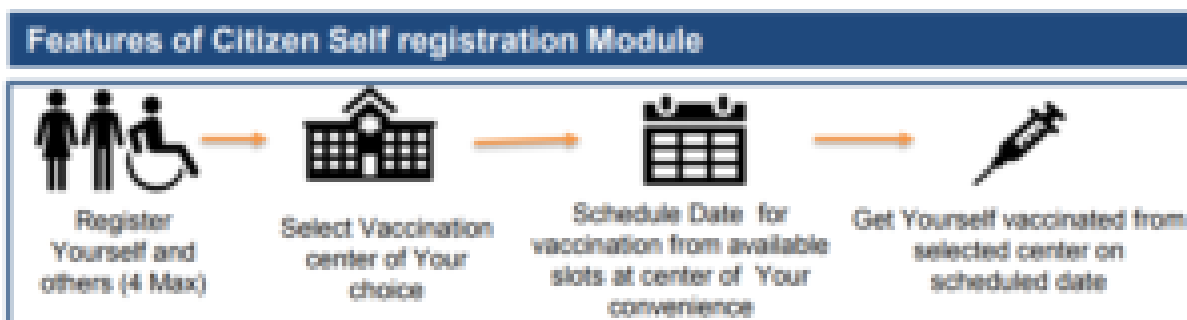 Features of Citizen Self registration Module
Register
Yourself and
others (4 Max)
Select Vaccination
center of Your
choice
Schedule Date for
vaccination from available
slots at center of Your
convenience
Get Yourself vaccinated from
selected center on
scheduled date